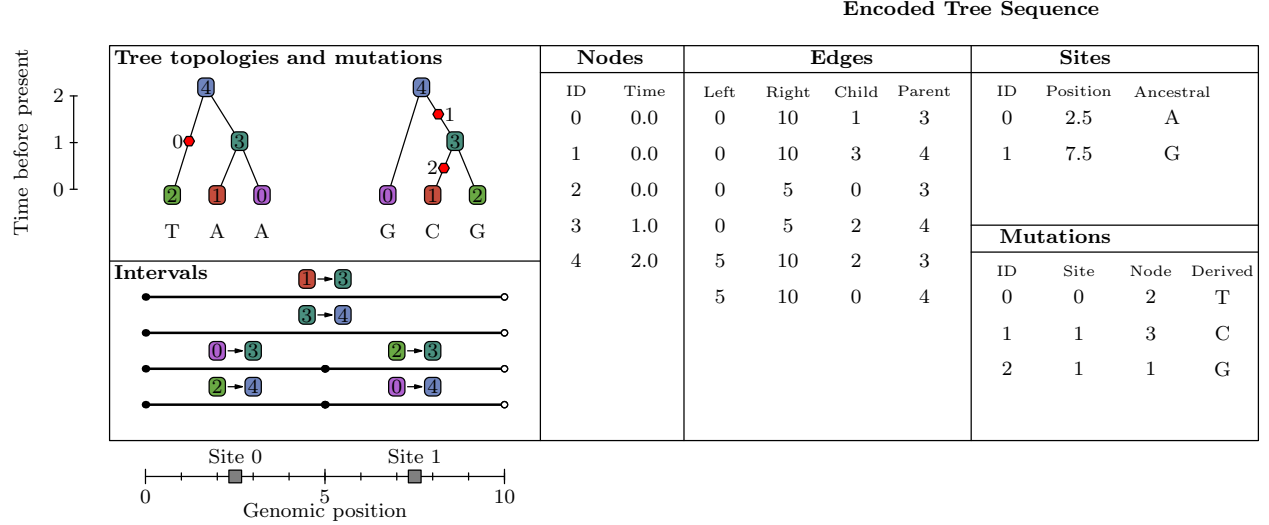 Encoded Tree Sequence
Tree topologies and mutations
Time before present
2
1
0
4
0
3
2
1
0
T A A
4
1
3
2
0
1
2
G C G
Intervals
1 3
3 4
0 3
2 3
2 4
0 4
Site 0
Site 1
0
5
10
Genomic position
Nodes
ID Time
0 0.0
1 0.0
2 0.0
3 1.0
4 2.0
Edges
Left Right Child Parent
0 10 1 3
0 10 3 4
0 5 0 3
0 5 2 4
5 10 2 3
5 10 0 4
Sites
ID Position Ancestral
0 2.5 A
1 7.5 G
Mutations
ID Site Node Derived
0 0 2 T
1 1 3 C
2 1 1 G